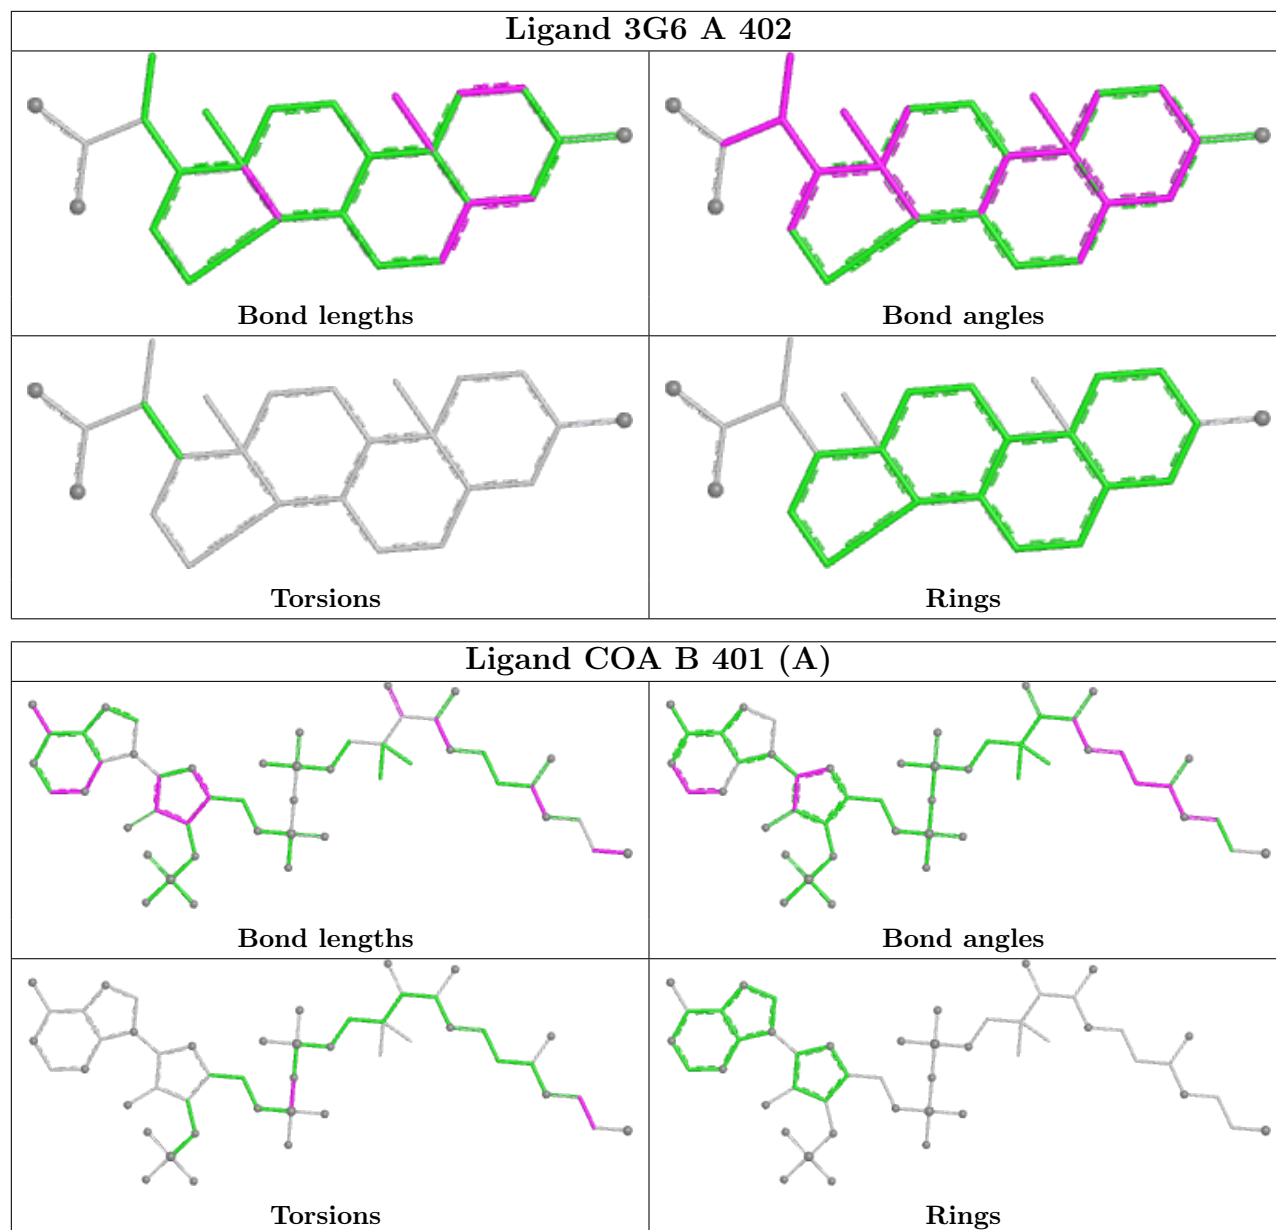 Ligand 3G6 A 402
Bond lengths
Bond angles
Torsions
Rings
Ligand COA B 401 (A)
Bond lengths
Bond angles
Torsions
Rings